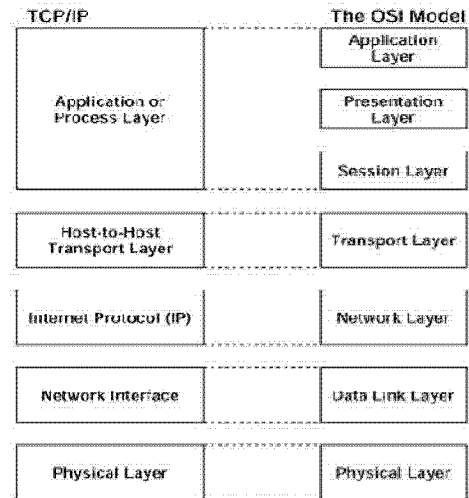 TCP/IP
The OSI Model
Application or
Process Layer
Application
Layer
Presentation
Layer
Session Layer
Host-to-Host
Transport Layer
Transport Layer
Internet Protocol (IP)
Network Layer
Network Interface
Data Link Layer
Physical Layer
Physical Layer